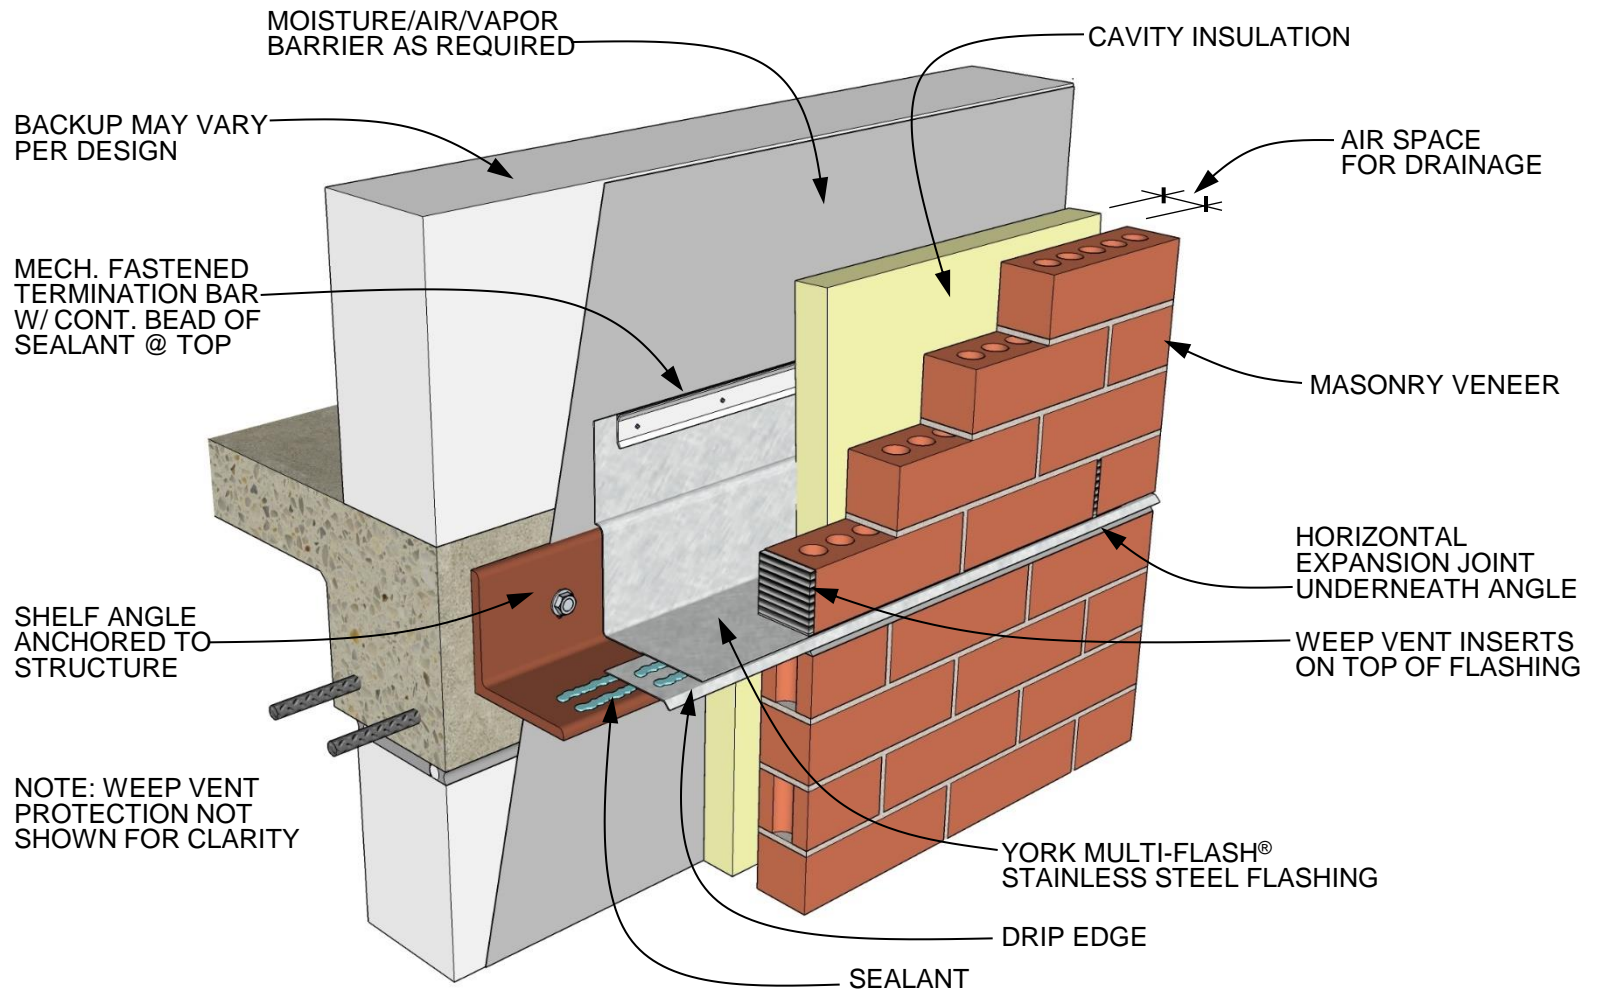 MOISTURE/AIR/VAPOR
BARRIER AS REQUIRED
CAVITY INSULATION
BACKUP MAY VARY
PER DESIGN
AIR SPACE
FOR DRAINAGE
MECH. FASTENED
TERMINATION BAR
W/ CONT. BEAD OF
SEALANT @ TOP
MASONRY VENEER
HORIZONTAL
EXPANSION JOINT
UNDERNEATH ANGLE
SHELF ANGLE
ANCHORED TO
STRUCTURE
WEEP VENT INSERTS
ON TOP OF FLASHING
NOTE: WEEP VENT
PROTECTION NOT
SHOWN FOR CLARITY
YORK MULTI-FLASH®
STAINLESS STEEL FLASHING
DRIP EDGE
SEALANT